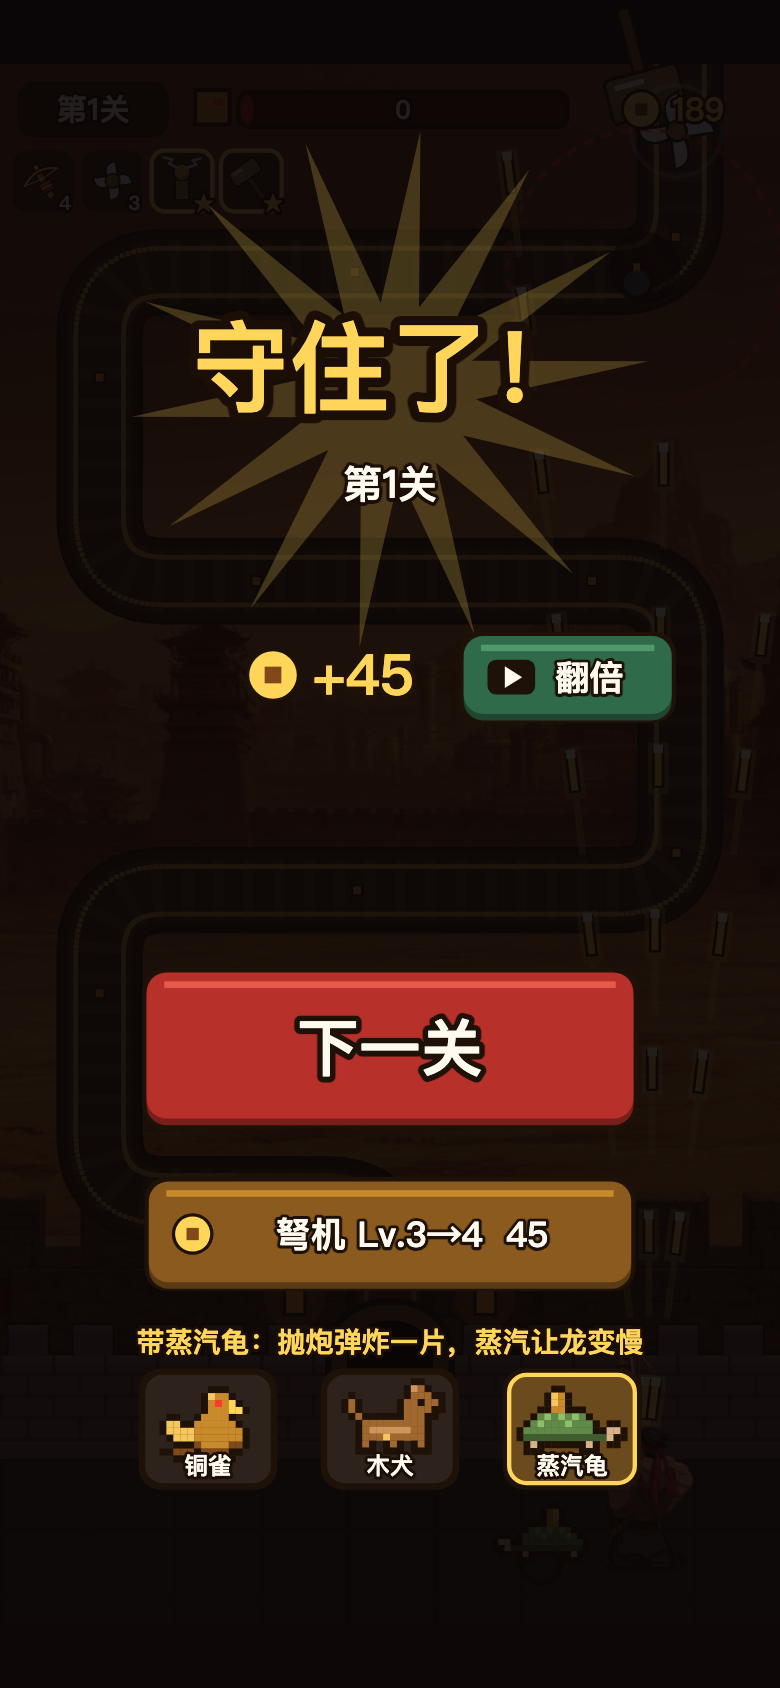 第1关
0
189
4
3
守住了!
第1关
+45
翻倍
下一关
弩机 Lv.3→4 45
带蒸汽龟：抛炮弹炸一片，蒸汽让龙变慢
铜雀
木犬
蒸汽龟